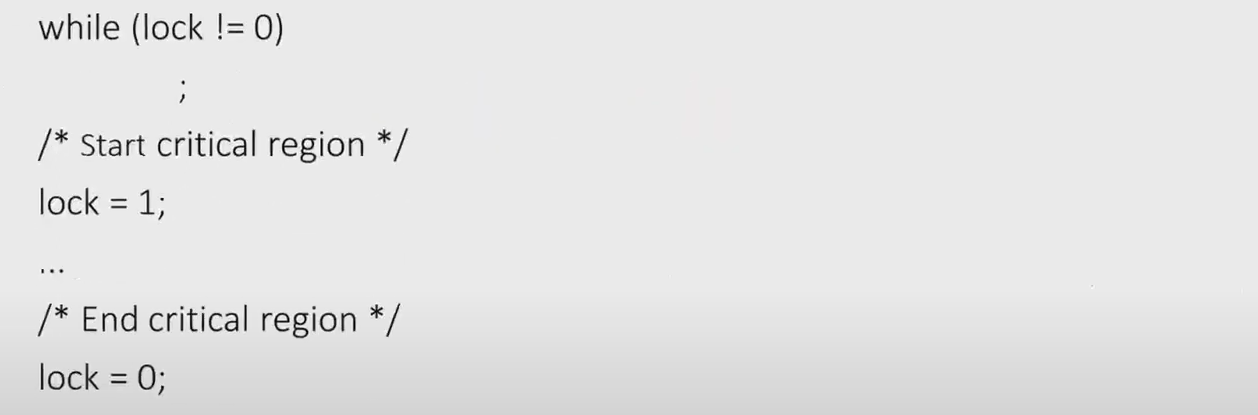 while (lock != 0)
;
/* Start critical region */
lock = 1;
...
/* End critical region */
lock = 0;